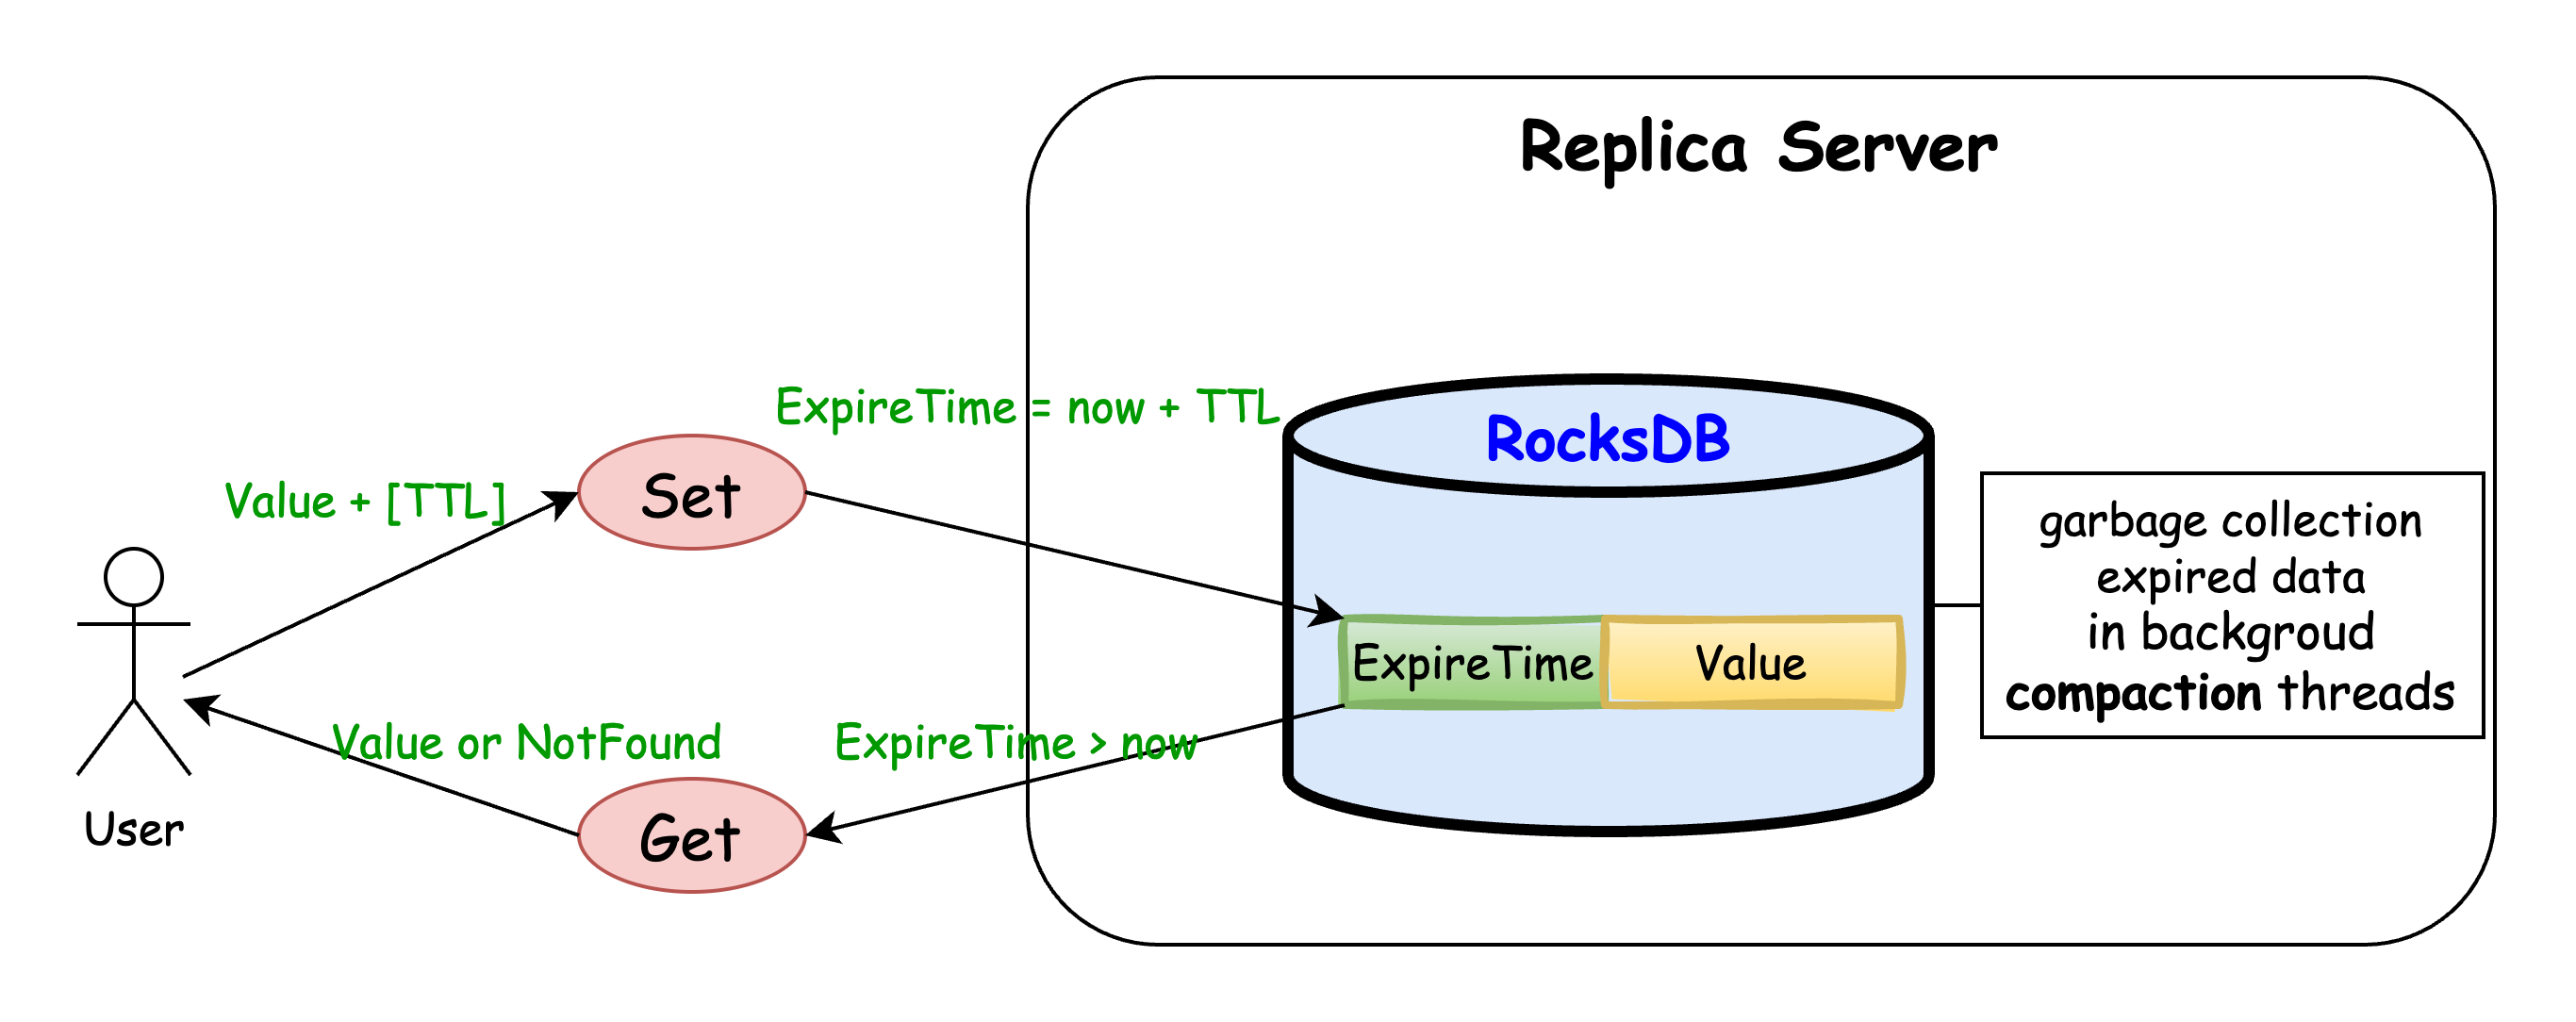 Replica Server
ExpireTime = now + TTL
RocksDB
Value + [TTL]
Set
garbage collection
expired data
in backgroud
compaction threads
ExpireTime
Value
Value or NotFound
ExpireTime > now
User
Get